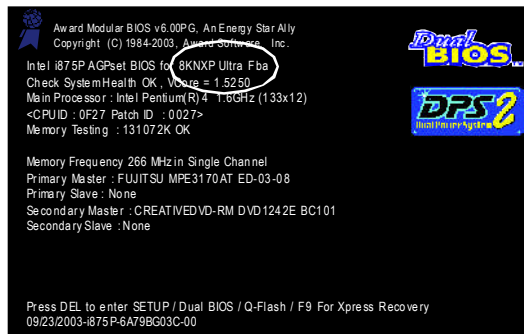 Award Modular BIOS v6.00PG, An Energy Star Ally
Copyright (C) 1984-2003, Award Software, Inc.
Intel i875P AGPset BIOS for 8KNXP Ultra Fba
Check System Health OK , VCore = 1.5250
Main Processor : Intel Pentium(R) 4 1.6GHz (133x12)
<CPUID : 0F27 Patch ID : 0027>
Memory Testing : 131072K OK
Dual
BIOS
DPS2
Dual Power System
Memory Frequency 266 MHz in Single Channel
Primary Master : FUJITSU MPE3170AT ED-03-08
Primary Slave : None
Secondary Master : CREATIVEDVD-RM DVD1242E BC101
Secondary Slave : None
Press DEL to enter SETUP / Dual BIOS / Q-Flash / F9 For Xpress Recovery
09/23/2003-i875P-6A79BG03C-00